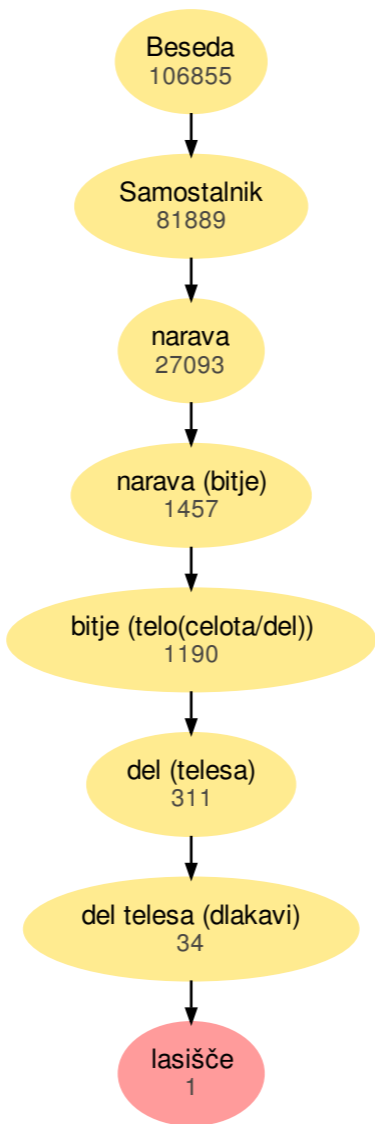 Beseda
106855
Samostalnik
81889
narava
27093
narava (bitje)
1457
bitje (telo(celota/del))
1190
del (telesa)
311
del telesa (dlakavi)
34
lasišče
1